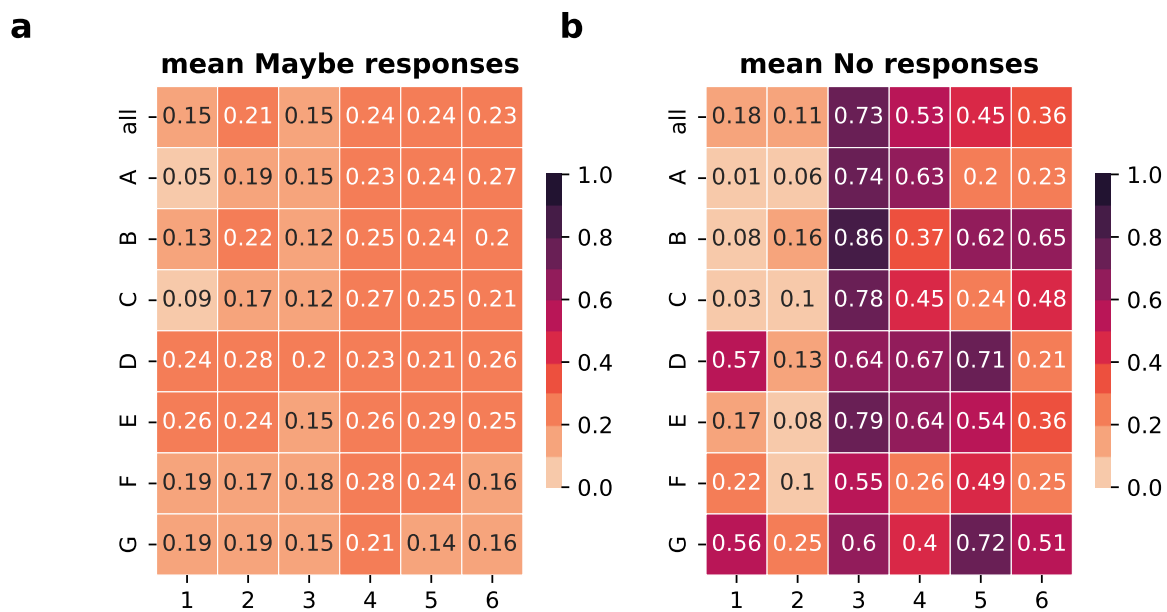 a
b
mean Maybe responses
mean No responses
all 0.15 0.21 0.15 0.24 0.24 0.23
A 0.05 0.19 0.15 0.23 0.24 0.27
B 0.13 0.22 0.12 0.25 0.24 0.2
C 0.09 0.17 0.12 0.27 0.25 0.21
D 0.24 0.28 0.2 0.23 0.21 0.26
E 0.26 0.24 0.15 0.26 0.29 0.25
F 0.19 0.17 0.18 0.28 0.24 0.16
G 0.19 0.19 0.15 0.21 0.14 0.16
1 2 3 4 5 6
1.0
0.8
0.6
0.4
0.2
0.0
all 0.18 0.11 0.73 0.53 0.45 0.36
A 0.01 0.06 0.74 0.63 0.2 0.23
B 0.08 0.16 0.86 0.37 0.62 0.65
C 0.03 0.1 0.78 0.45 0.24 0.48
D 0.57 0.13 0.64 0.67 0.71 0.21
E 0.17 0.08 0.79 0.64 0.54 0.36
F 0.22 0.1 0.55 0.26 0.49 0.25
G 0.56 0.25 0.6 0.4 0.72 0.51
1 2 3 4 5 6
1.0
0.8
0.6
0.4
0.2
0.0